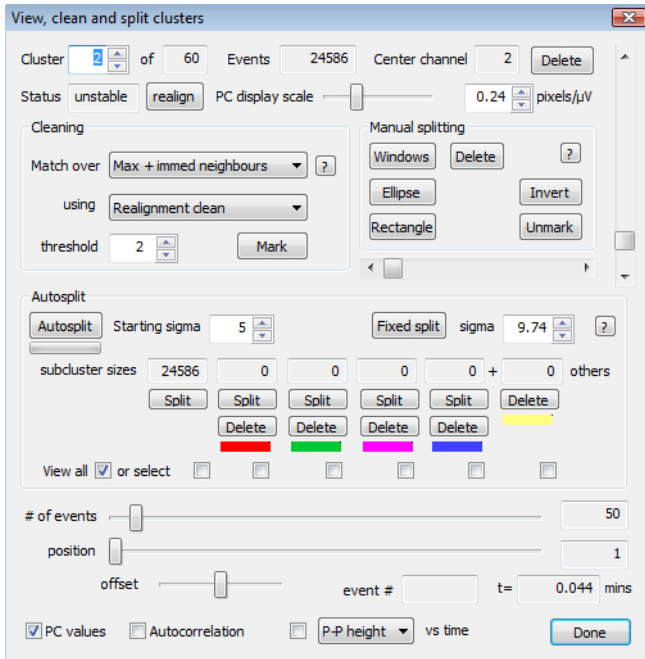 View, clean and split clusters
Cluster 2 of 60 Events 24586 Center channel 2 Delete
Status unstable realign PC display scale 0.24 pixels/µV
Cleaning
Match over Max + immed neighbours ?
using Realignment clean
threshold 2 Mark
Manual splitting
Windows Delete ?
Ellipse Invert
Rectangle Unmark
Autosplit
Autosplit Starting sigma 5 Fixed split sigma 9.74 ?
subcluster sizes 24586 0 0 0 0 + 0 others
Split Split Split Split Split Delete
Delete Delete Delete Delete
View all or select
# of events 50
position 1
offset event # t= 0.044 mins
PC values Autocorrelation P-P height vs time Done